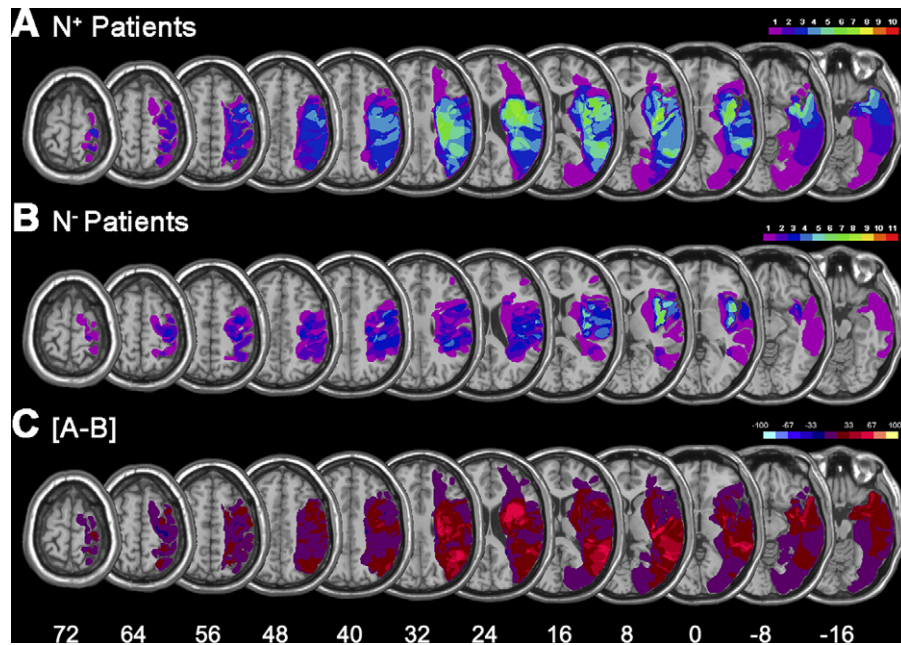 A N⁺ Patients
1 2 3 4 5 6 7 8 9 10
B N⁻ Patients
1 2 3 4 5 6 7 8 9 10 11
C [A-B]
-100 -67 -33 33 67 100
72 64 56 48 40 32 24 16 8 0 -8 -16